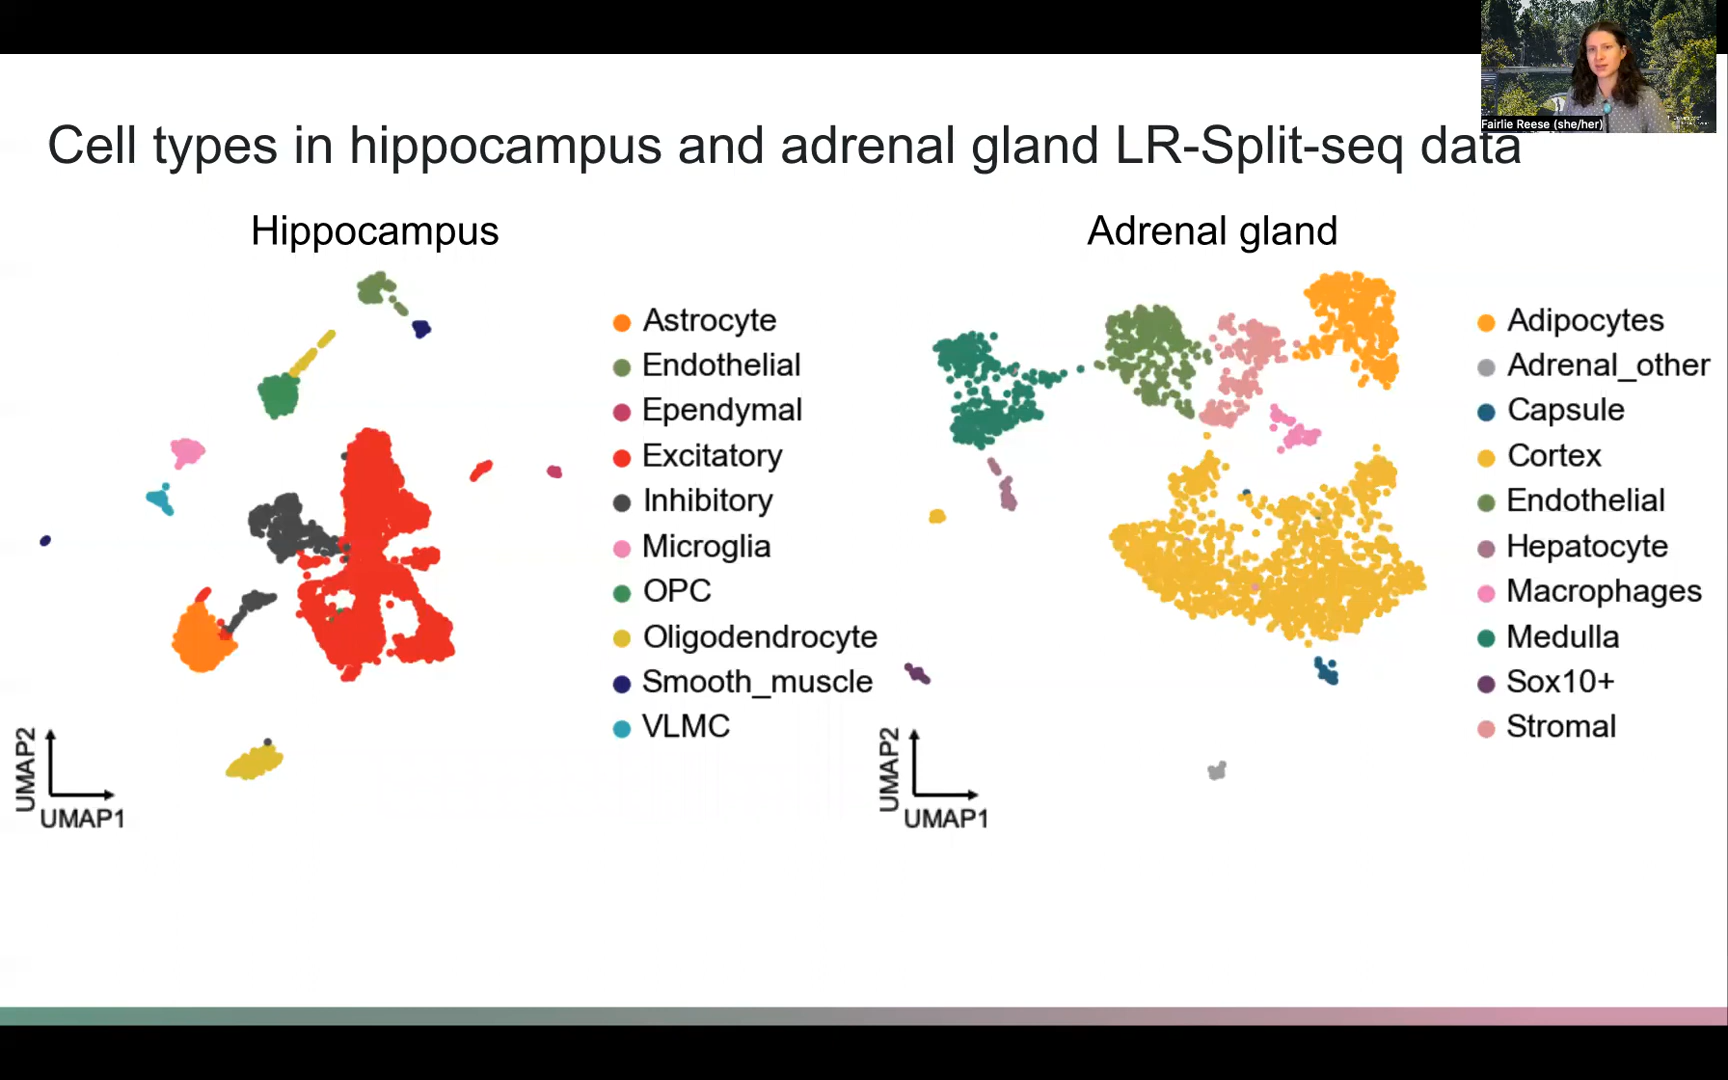 Fairlie Reese (she/her)
Cell types in hippocampus and adrenal gland LR-Split-seq data
Hippocampus
Astrocyte
Endothelial
Ependymal
Excitatory
Inhibitory
Microglia
OPC
Oligodendrocyte
Smooth_muscle
VLMC
UMAP2
UMAP1
Adrenal gland
Adipocytes
Adrenal_other
Capsule
Cortex
Endothelial
Hepatocyte
Macrophages
Medulla
Sox10+
Stromal
UMAP2
UMAP1